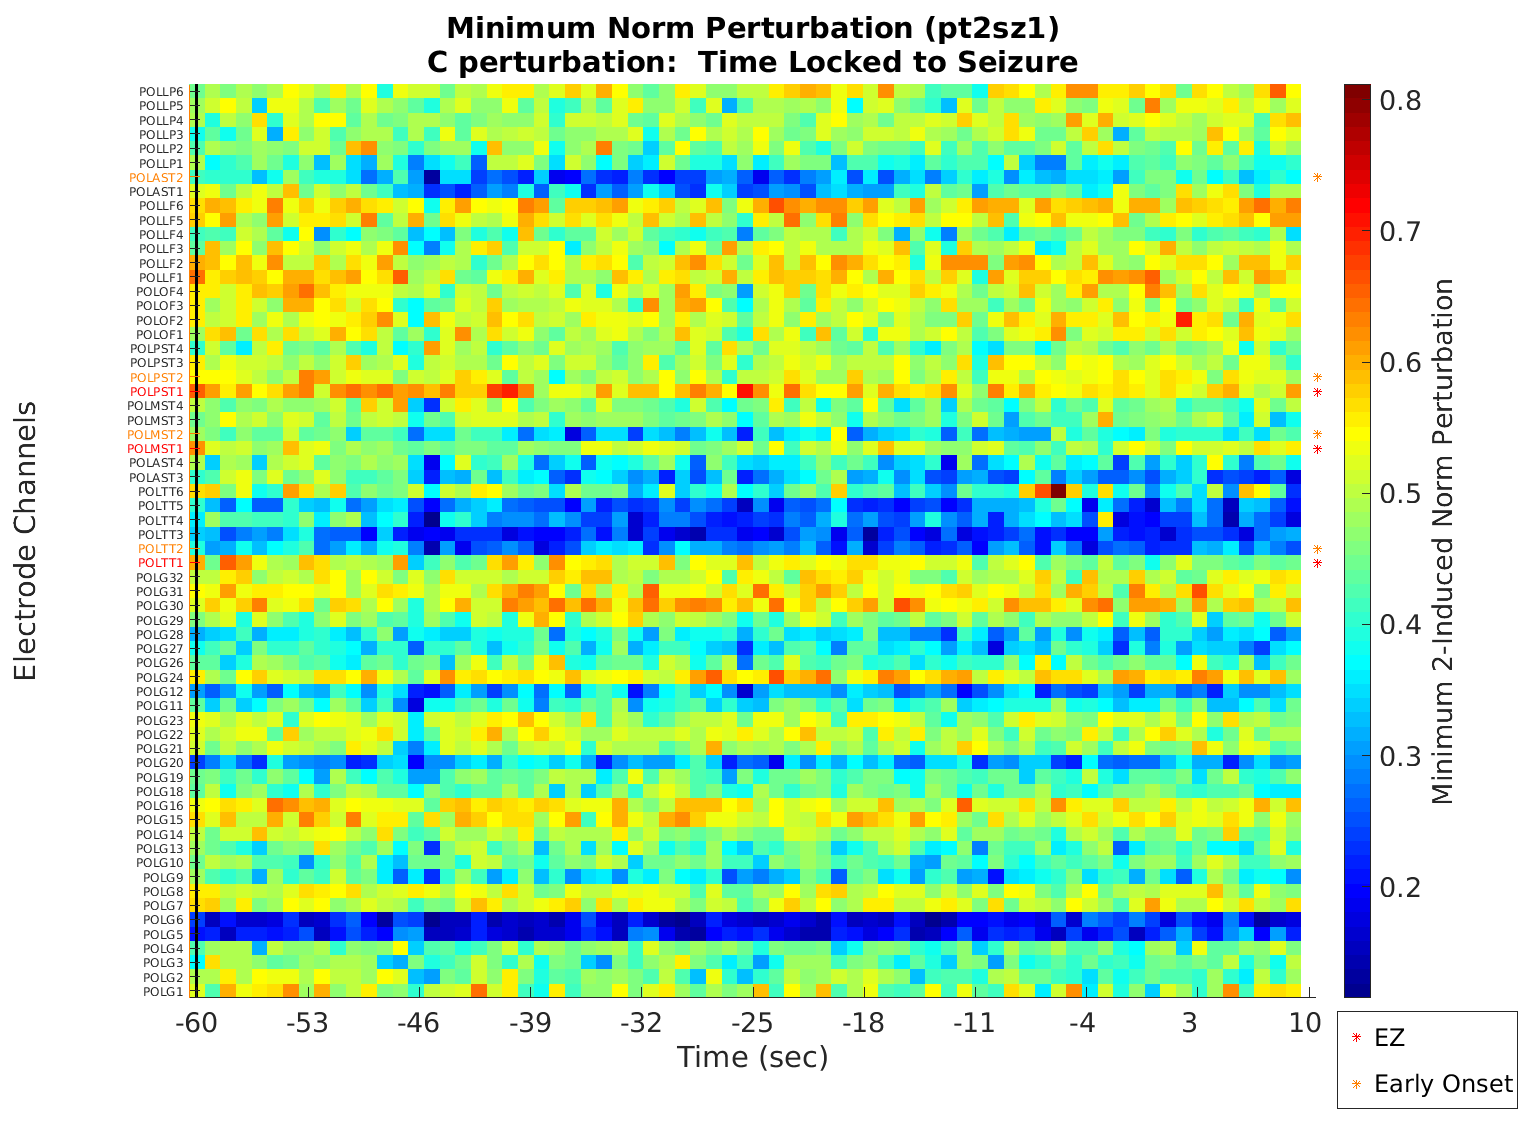 Minimum Norm Perturbation (pt2sz1)
C perturbation:  Time Locked to Seizure
Electrode Channels
POLLP6
POLLP5
POLLP4
POLLP3
POLLP2
POLLP1
POLAST2
POLAST1
POLLF6
POLLF5
POLLF4
POLLF3
POLLF2
POLLF1
POLOF4
POLOF3
POLOF2
POLOF1
POLPST4
POLPST3
POLPST2
POLPST1
POLMST4
POLMST3
POLMST2
POLMST1
POLAST4
POLAST3
POLTT6
POLTT5
POLTT4
POLTT3
POLTT2
POLTT1
POLG32
POLG31
POLG30
POLG29
POLG28
POLG27
POLG26
POLG24
POLG12
POLG11
POLG23
POLG22
POLG21
POLG20
POLG19
POLG18
POLG16
POLG15
POLG14
POLG13
POLG10
POLG9
POLG8
POLG7
POLG6
POLG5
POLG4
POLG3
POLG2
POLG1
-60 -53 -46 -39 -32 -25 -18 -11 -4 3 10
Time (sec)
0.8
0.7
0.6
0.5
0.4
0.3
0.2
Minimum 2-Induced Norm Perturbation
EZ
Early Onset